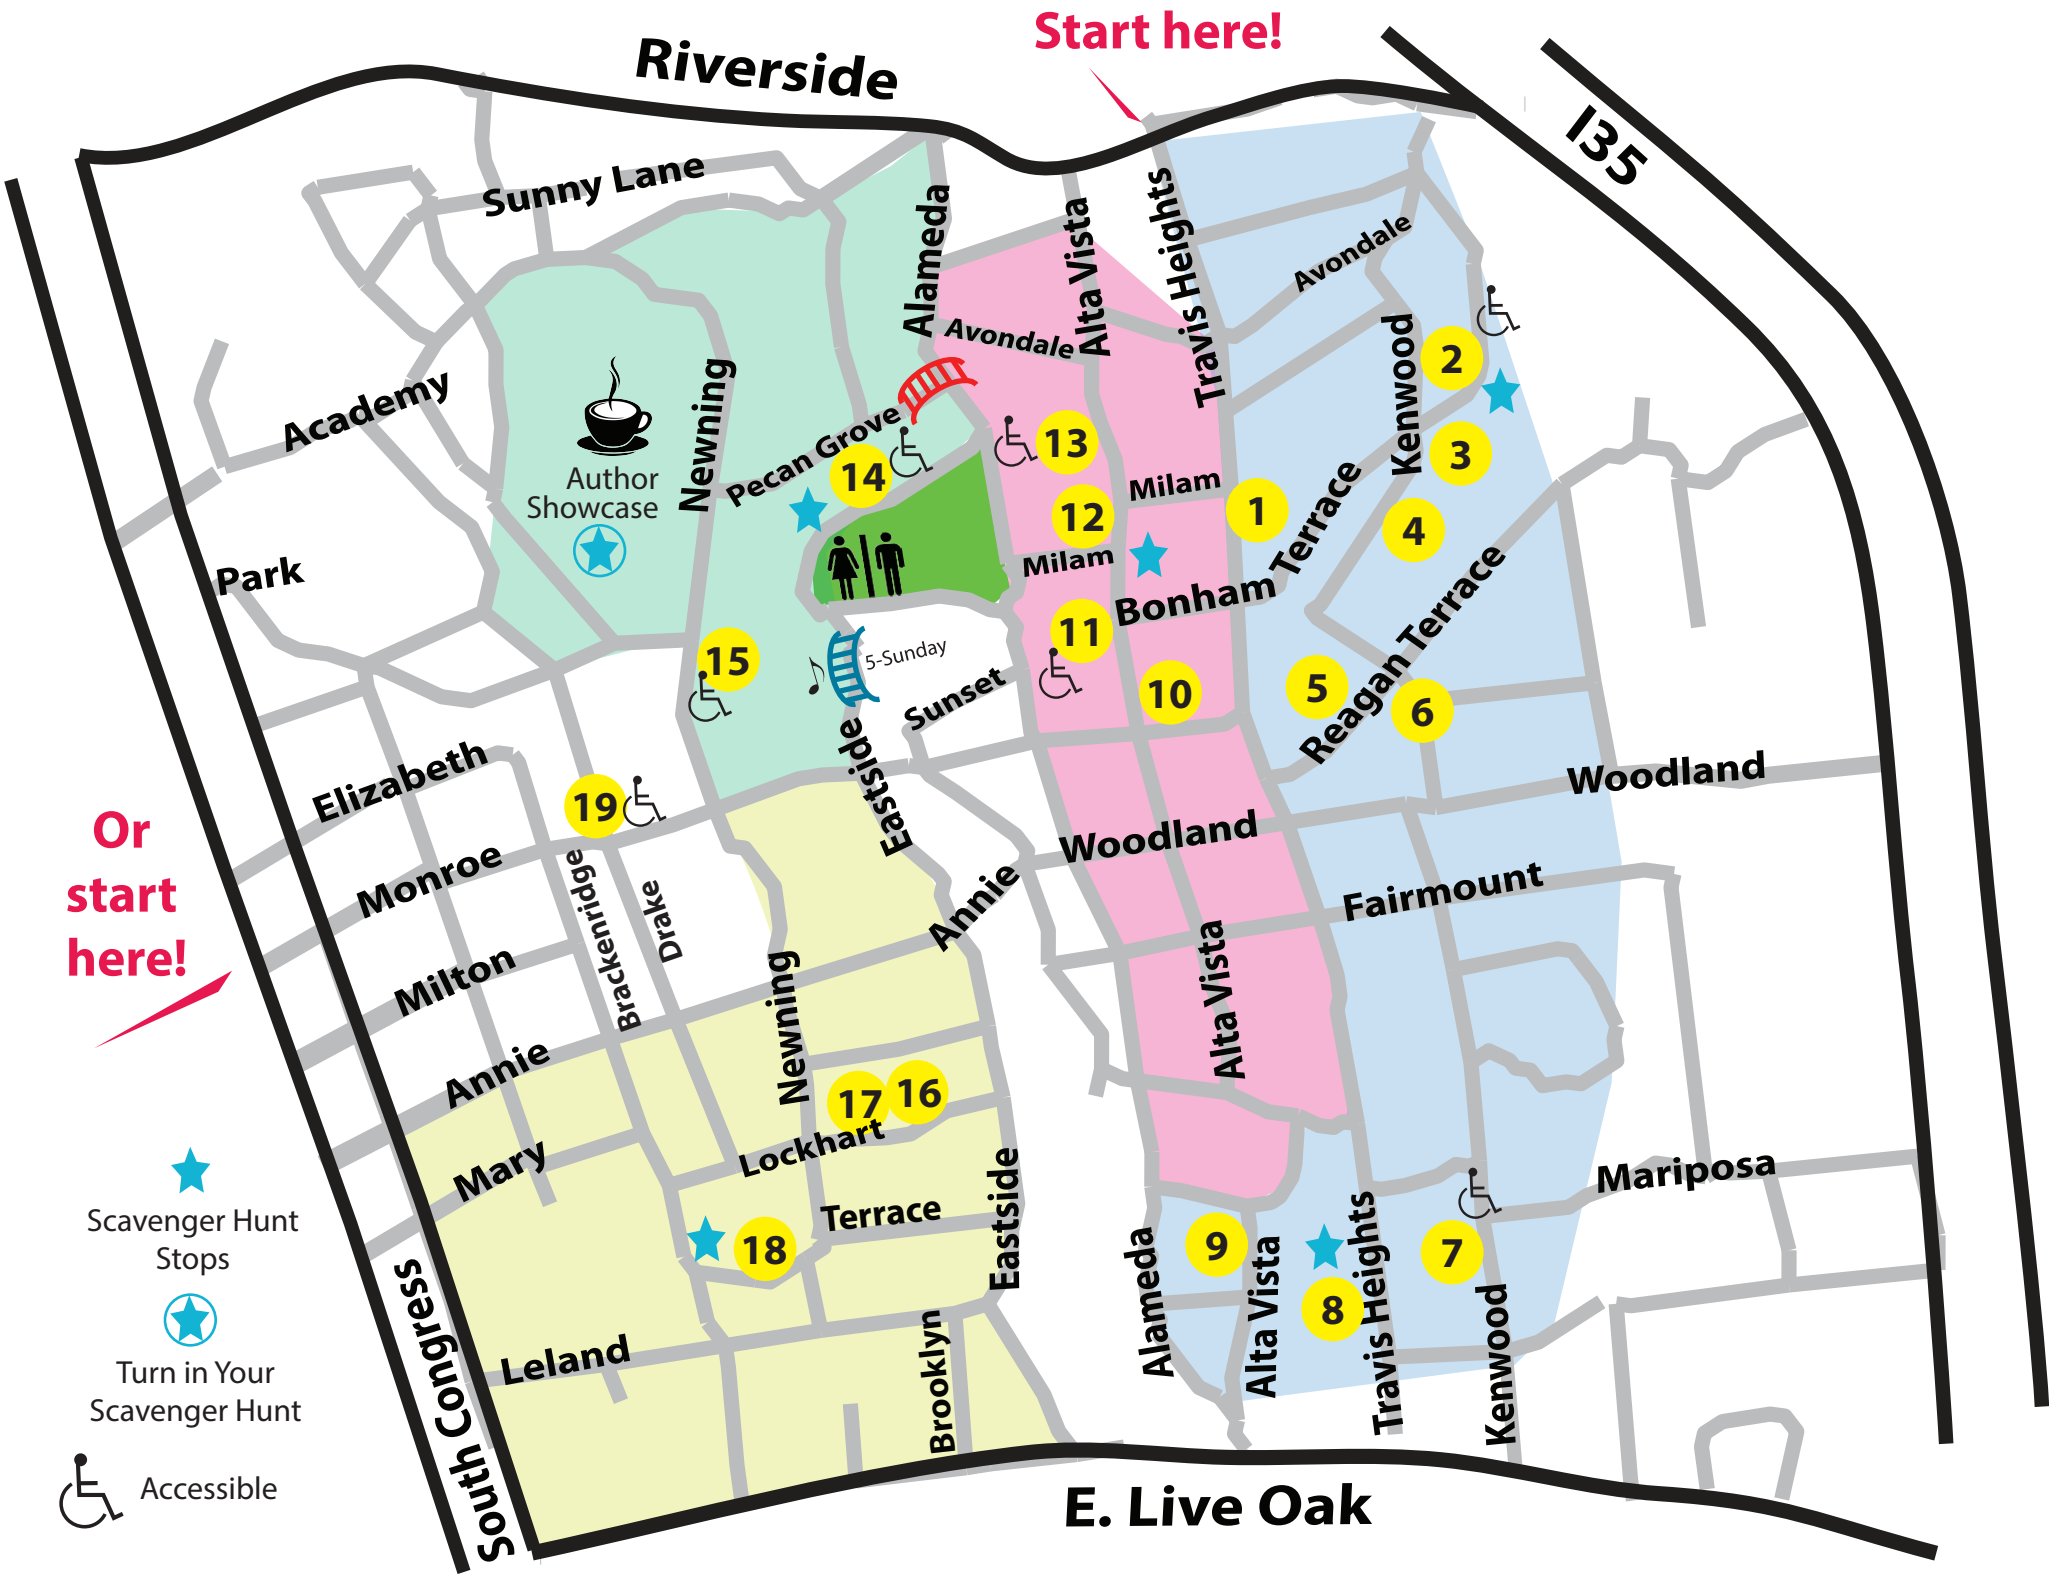 Start here!
Riverside
I35
Sunny Lane
Alameda
Alta Vista
Travis Heights
Avondale
Avondale
Kenwood
2
Academy
Newning
Pecan Grove
13
3
14
Author
Showcase
Milam
12
1
Terrace
4
Milam
Bonham
Park
Reagan Terrace
11
15
5-Sunday
Sunset
10
5
6
Eastside
Elizabeth
19
Woodland
Woodland
Or
start
here!
Monroe
Brackenridge
Drake
Annie
Fairmount
Milton
Newning
Alta Vista
Annie
17
16
Lockhart
Mary
Eastside
Mariposa
Scavenger Hunt
Stops
18
Terrace
9
Alameda
Alta Vista
8
Travis Heights
7
Kenwood
South Congress
Leland
Brooklyn
Turn in Your
Scavenger Hunt
Accessible
E. Live Oak